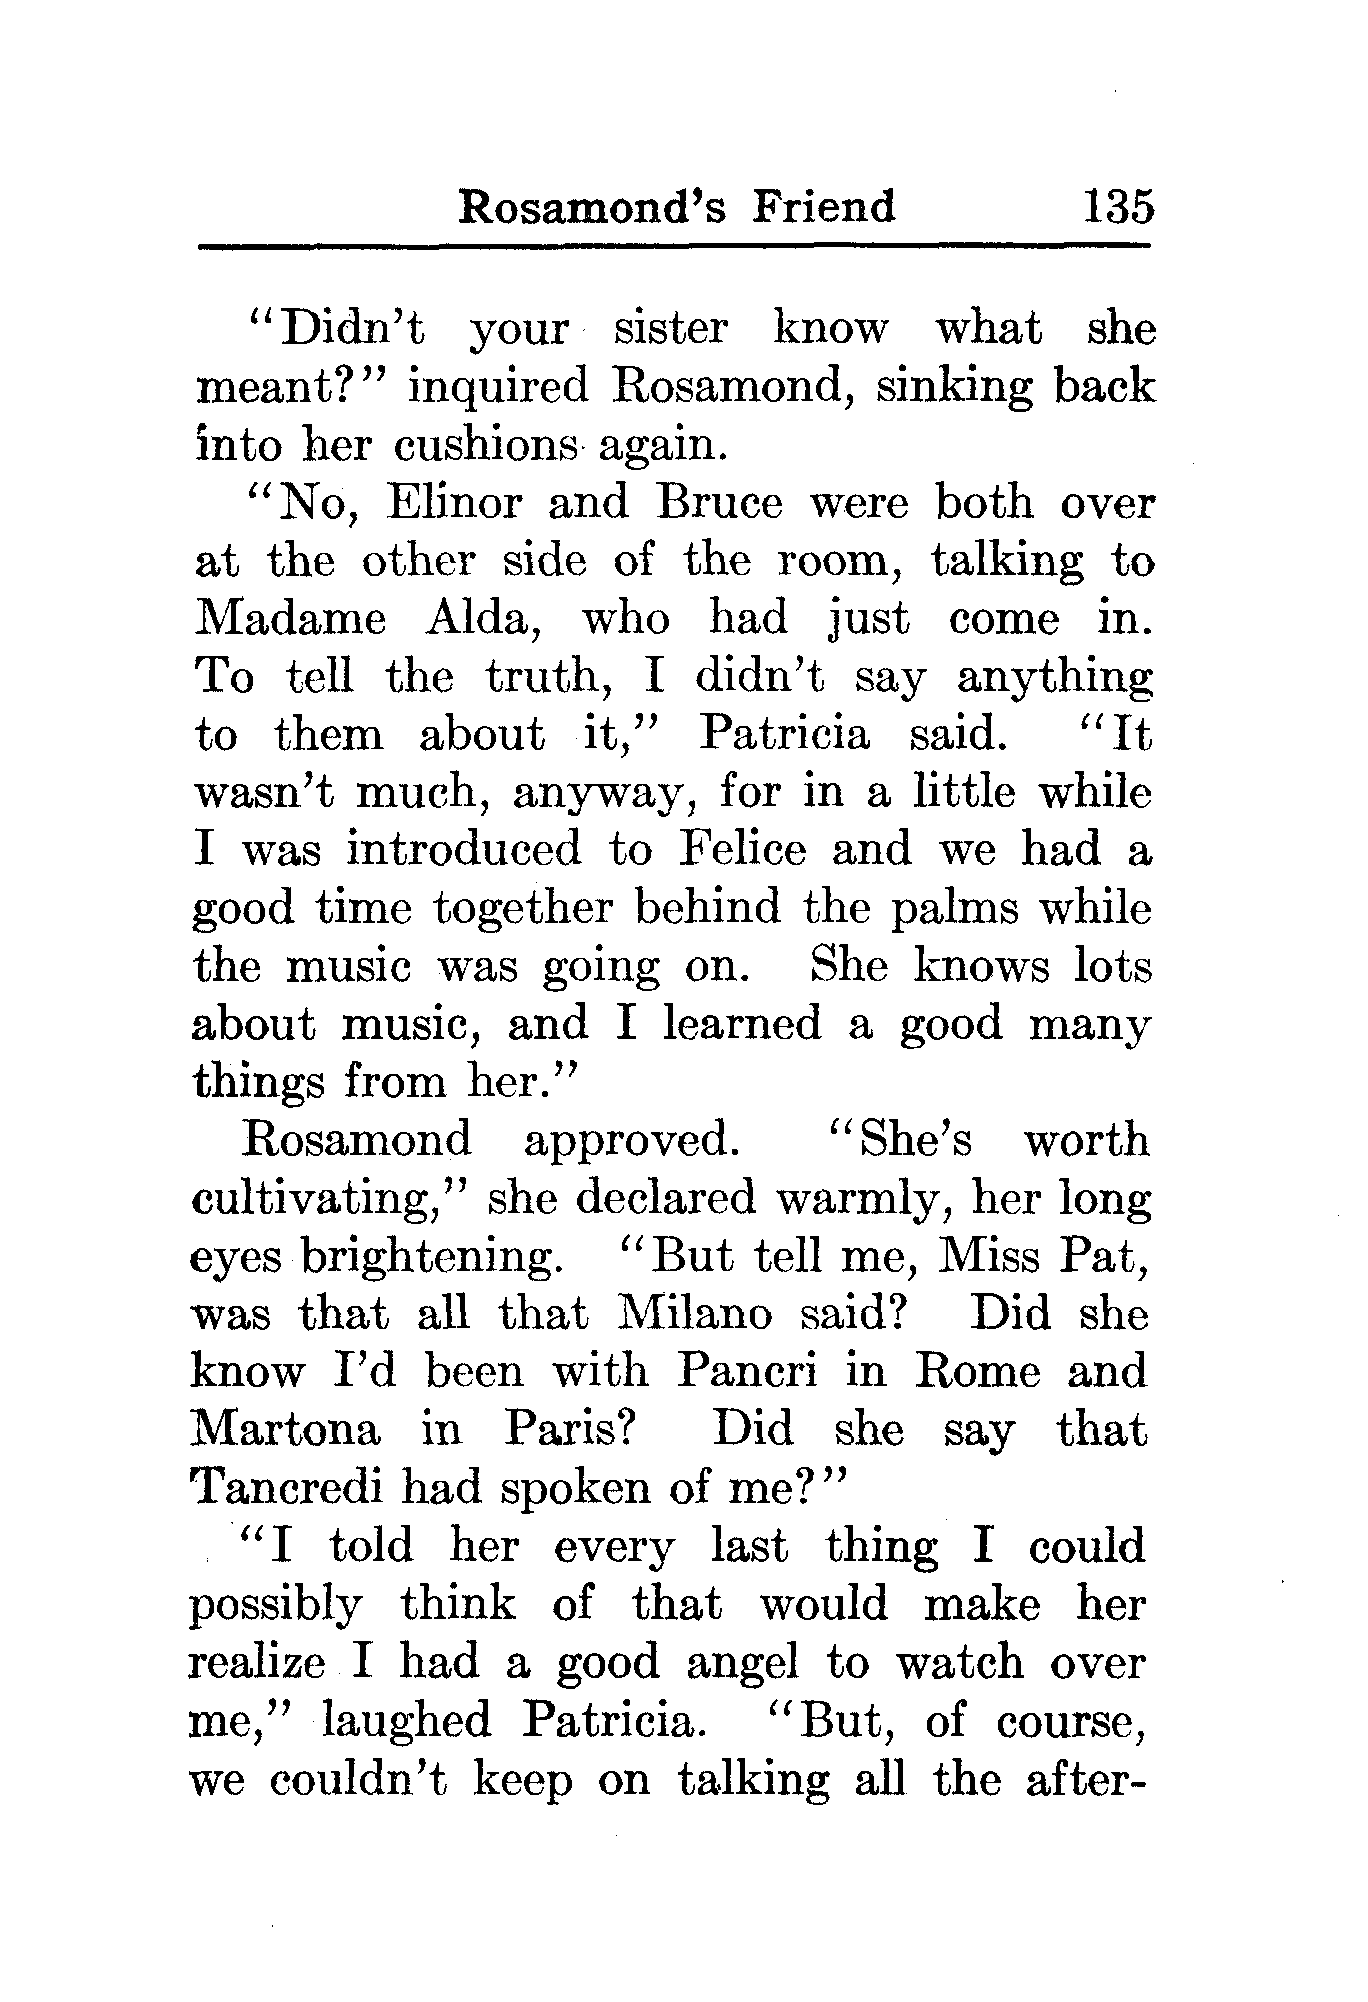 Rosamond's Friend 135
"Didn't your sister know what she
meant?" inquired Rosamond, sinking back
into her cushions again.
"No, Elinor and Bruce were both over
at the other side of the room, talking to
Madame Alda, who had just come in.
To tell the truth, I didn't say anything
to them about it," Patricia said. "It
wasn't much, anyway, for in a little while
I was introduced to Felice and we had a
good time together behind the palms while
the music was going on. She knows lots
about music, and I learned a good many
things from her."
Rosamond approved. "She's worth
cultivating," she declared warmly, her long
eyes brightening. "But tell me, Miss Pat,
was that all that Milano said? Did she
know I'd been with Pancri in Rome and
Martona in Paris? Did she say that
Tancredi had spoken of me?"
"I told her every last thing I could
possibly think of that would make her
realize I had a good angel to watch over
me," laughed Patricia. "But, of course,
we couldn't keep on talking all the after-